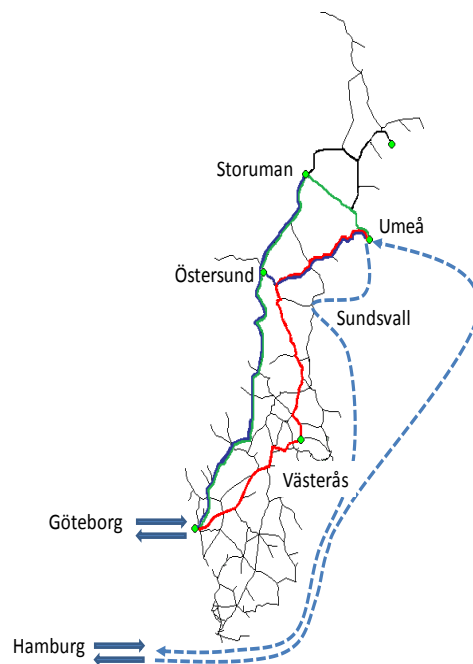 Storuman
Umeå
Östersund
Sundsvall
Västerås
Göteborg
Hamburg